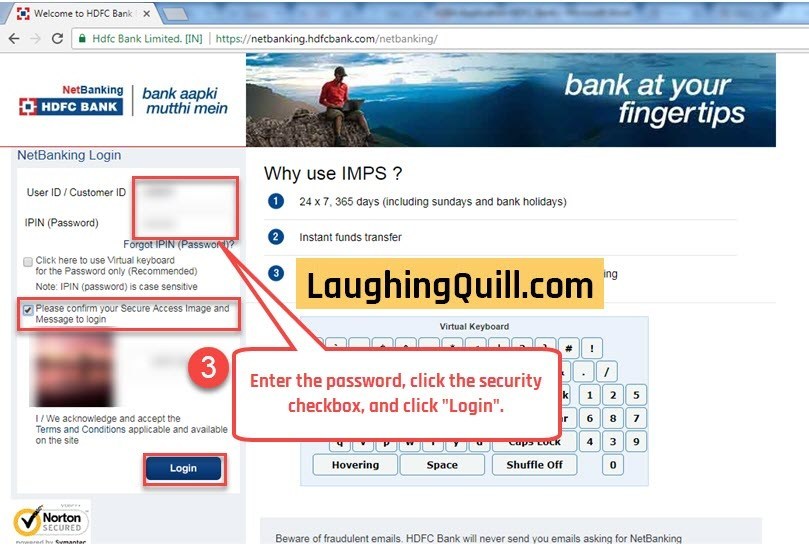 Welcome to HDFC Bank
Hdfc Bank Limited. [IN] https://netbanking.hdfcbank.com/netbanking/
NetBanking
HDFC BANK
bank aapki
mutthi mein
bank at your
fingertips
NetBanking Login
User ID / Customer ID
IPIN (Password)
Forgot IPIN (Password)?
Click here to use Virtual keyboard
for the Password only (Recommended)
Note: IPIN (password) is case sensitive
Please confirm your Secure Access Image and
Message to login
I / We acknowledge and accept the
Terms and Conditions applicable and available
on the site
Login
Norton
SECURED
powered by Symantec
Why use IMPS ?
1 24 x 7, 365 days (including sundays and bank holidays)
2 Instant funds transfer
3
LaughingQuill.com
Virtual Keyboard
# !
. /
1 2 5
6 8 7
q v w r y d Caps Lock 4 3 9
Hovering Space Shuffle Off 0
3
Enter the password, click the security
checkbox, and click "Login".
Beware of fraudulent emails. HDFC Bank will never send you emails asking for NetBanking